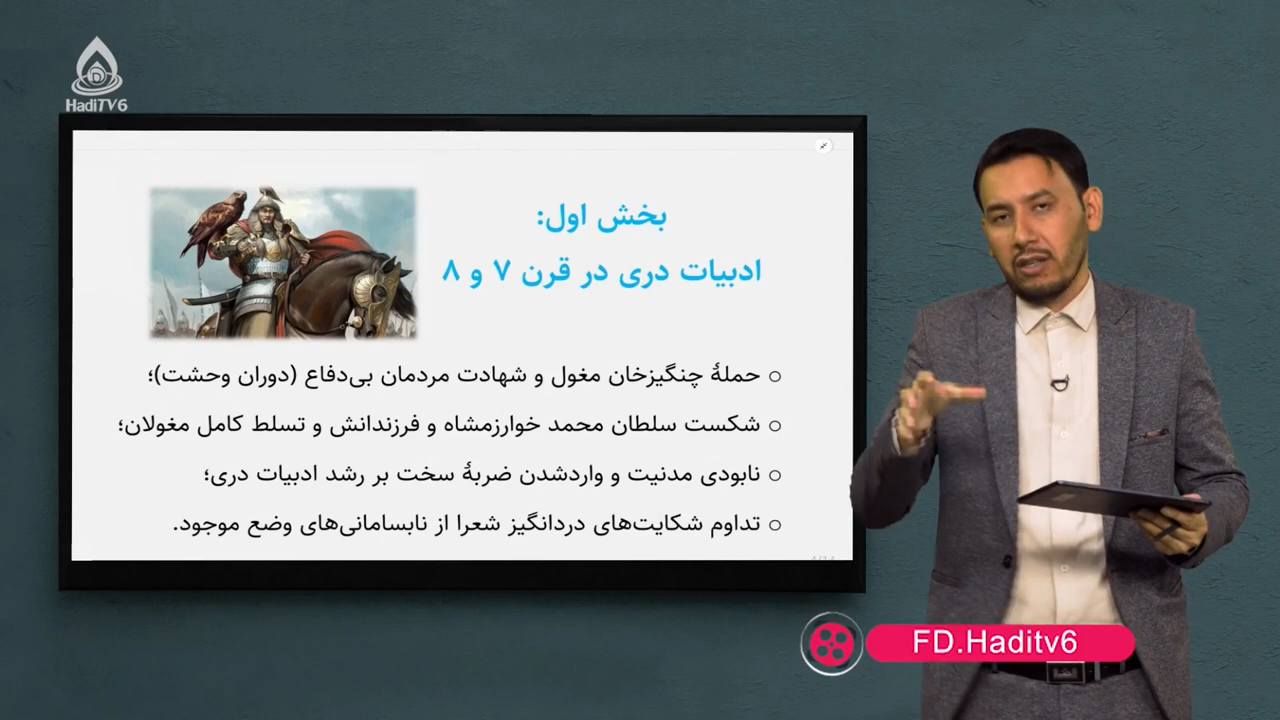 HadiTV6
بخش اول:
ادبیات دری در قرن ۷ و ۸
○ حملهٔ چنگیزخان مغول و شهادت مردمان بی‌دفاع (دوران وحشت)؛
○ شکست سلطان محمد خوارزمشاه و فرزندانش و تسلط کامل مغولان؛
○ نابودی مدنیت و واردشدن ضربهٔ سخت بر رشد ادبیات دری؛
○ تداوم شکایت‌های دردانگیز شعرا از نابسامانی‌های وضع موجود.
FD.Haditv6